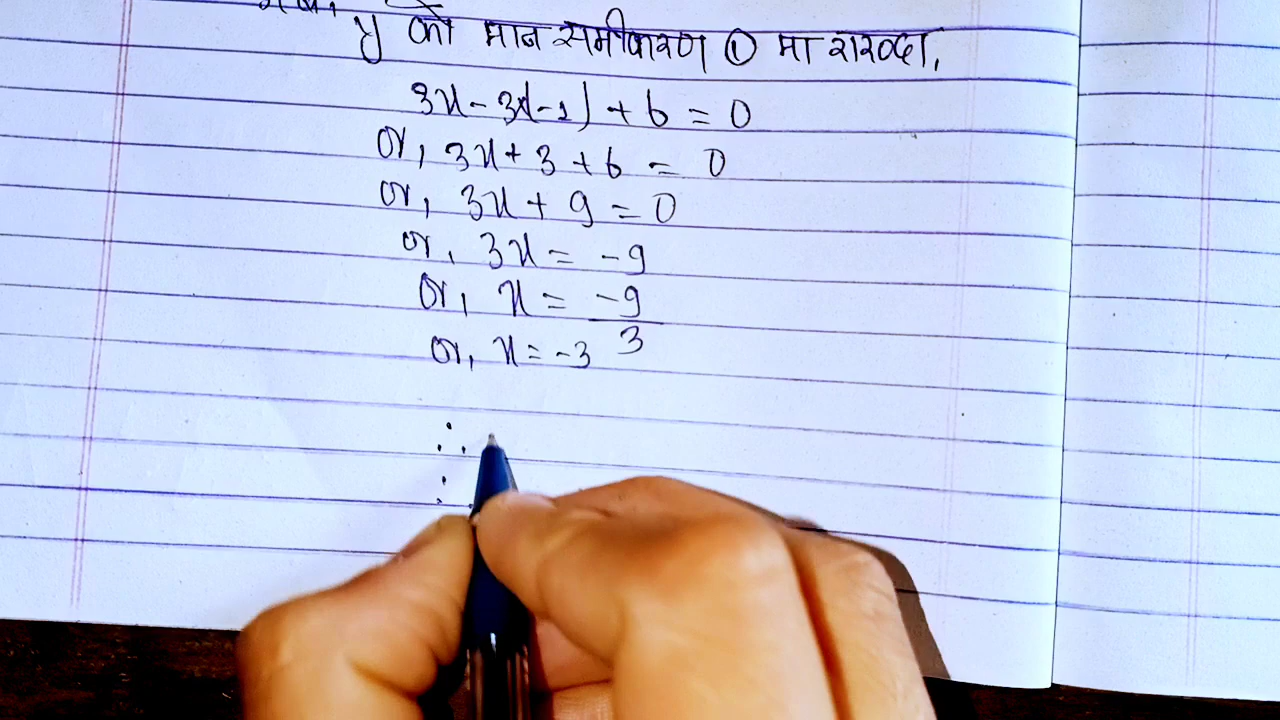 y को मान समीकरण ① मा राख्दा,
3x - 3x(-1) + 6 = 0
or, 3x + 3 + 6 = 0
or, 3x + 9 = 0
or, 3x = -9
or, x = -9/3
or, x = -3
∴